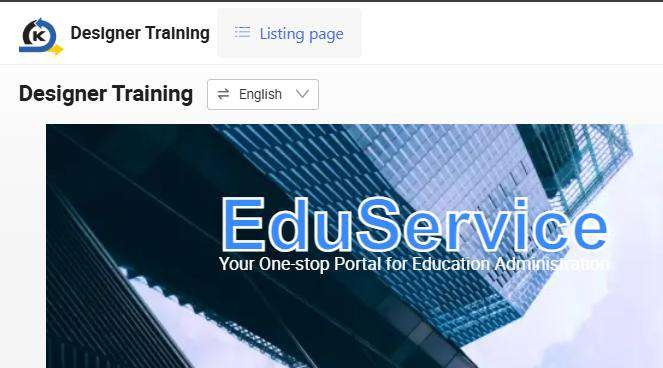 K
Designer Training
Listing page
Designer Training
English
EduService
Your One-stop Portal for Education Administration